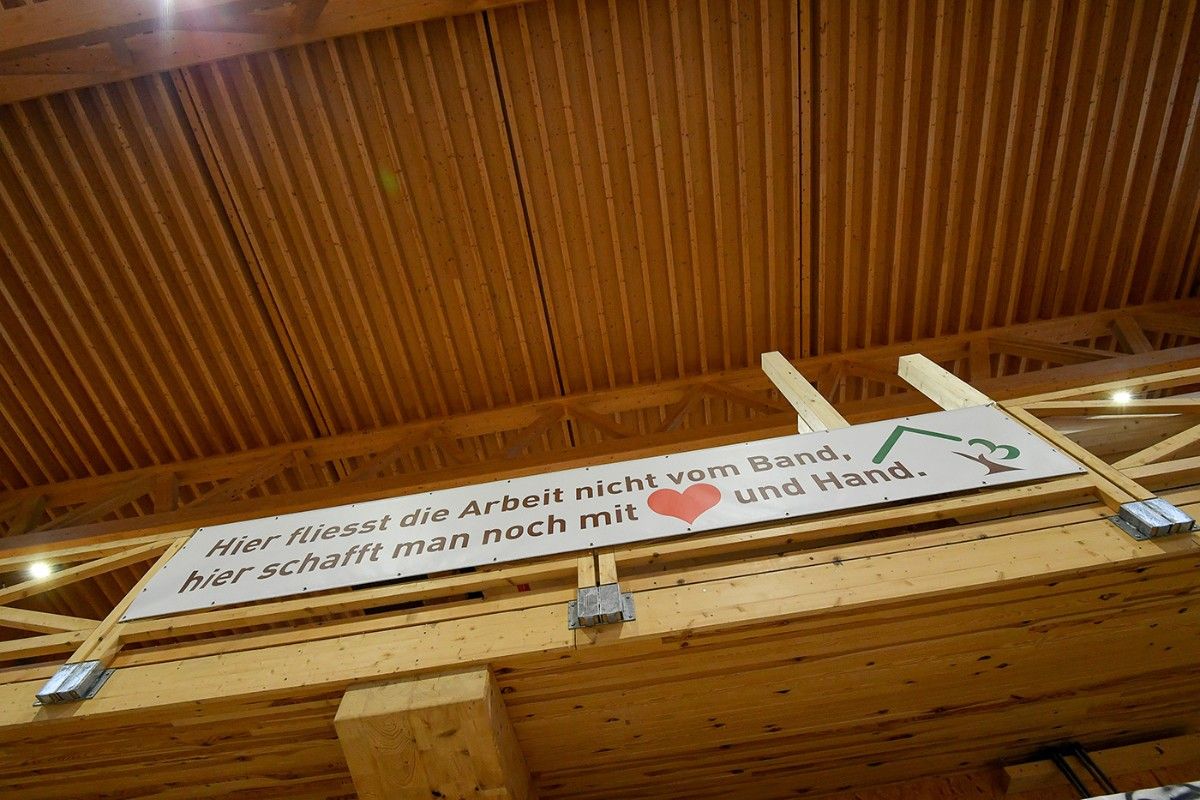 Hier fliesst die Arbeit nicht vom Band,
hier schafft man noch mit ❤ und Hand.